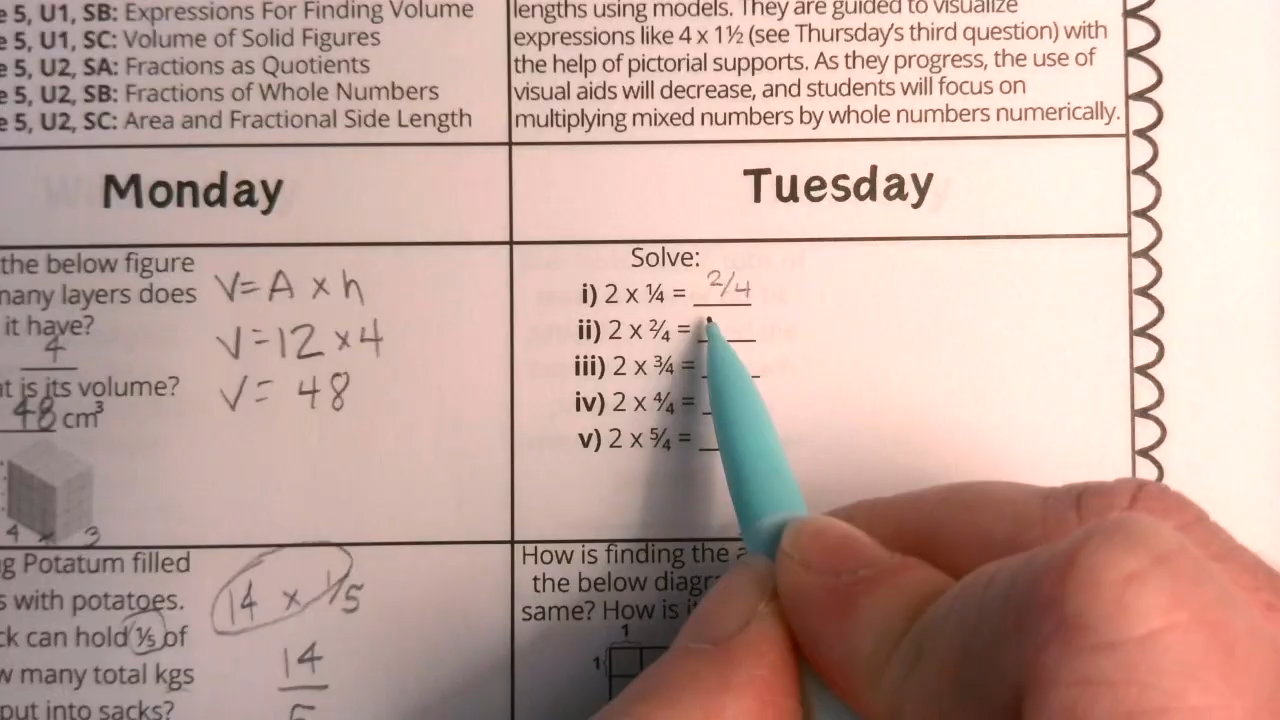 e 5, U1, SB: Expressions For Finding Volume
e 5, U1, SC: Volume of Solid Figures
e 5, U2, SA: Fractions as Quotients
e 5, U2, SB: Fractions of Whole Numbers
e 5, U2, SC: Area and Fractional Side Length
lengths using models. They are guided to visualize
expressions like 4 x 1½ (see Thursday's third question) with
the help of pictorial supports. As they progress, the use of
visual aids will decrease, and students will focus on
multiplying mixed numbers by whole numbers numerically.
Monday
the below figure
many layers does
it have?
4
at is its volume?
48 cm³
V = A x h
V = 12 x 4
V = 48
4 x 3
g Potatum filled
s with potatoes.
ck can hold ⅕ of
w many total kgs
put into sacks?
14 x 1/5
14
5
Tuesday
Solve:
i) 2 x ¼ = 2/4
ii) 2 x 2/4 =
iii) 2 x ¾ =
iv) 2 x 4/4 =
v) 2 x 5/4 =
How is finding the a
the below diagr
same? How is i
1
1